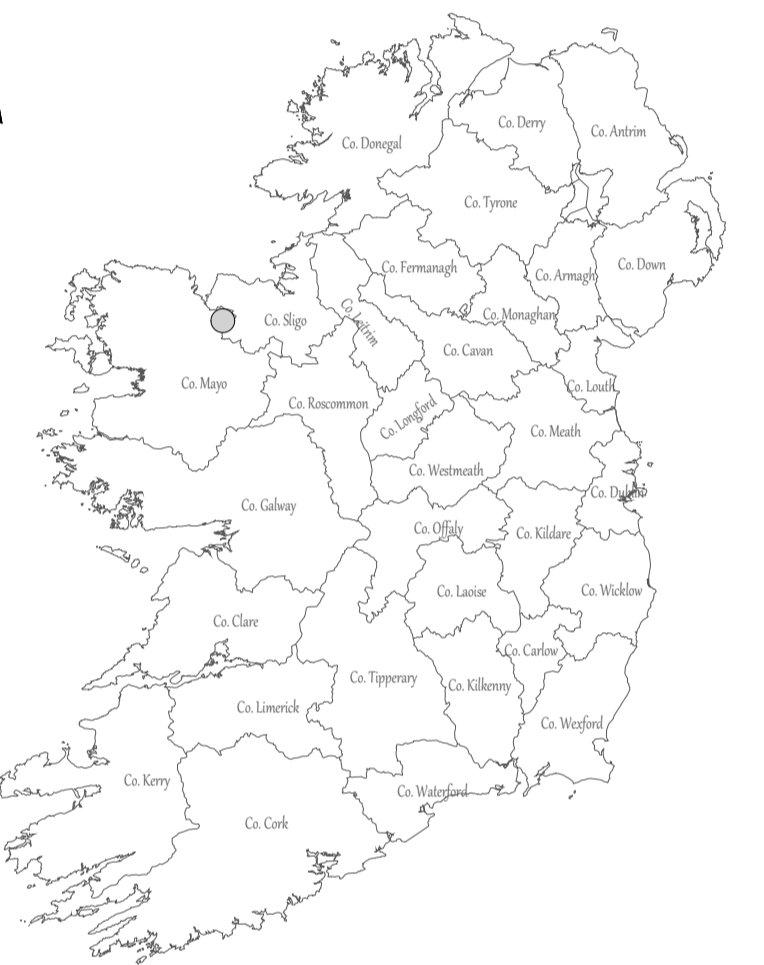 Co. Derry
Co. Antrim
Co. Donegal
Co. Tyrone
Co. Fermanagh
Co. Armagh
Co. Down
Co. Monaghan
Co. Sligo
Co. Leitrim
Co. Cavan
Co. Mayo
Co. Roscommon
Co. Longford
Co. Louth
Co. Meath
Co. Westmeath
Co. Dublin
Co. Galway
Co. Offaly
Co. Kildare
Co. Laoise
Co. Wicklow
Co. Clare
Co. Carlow
Co. Tipperary
Co. Kilkenny
Co. Limerick
Co. Wexford
Co. Kerry
Co. Waterford
Co. Cork